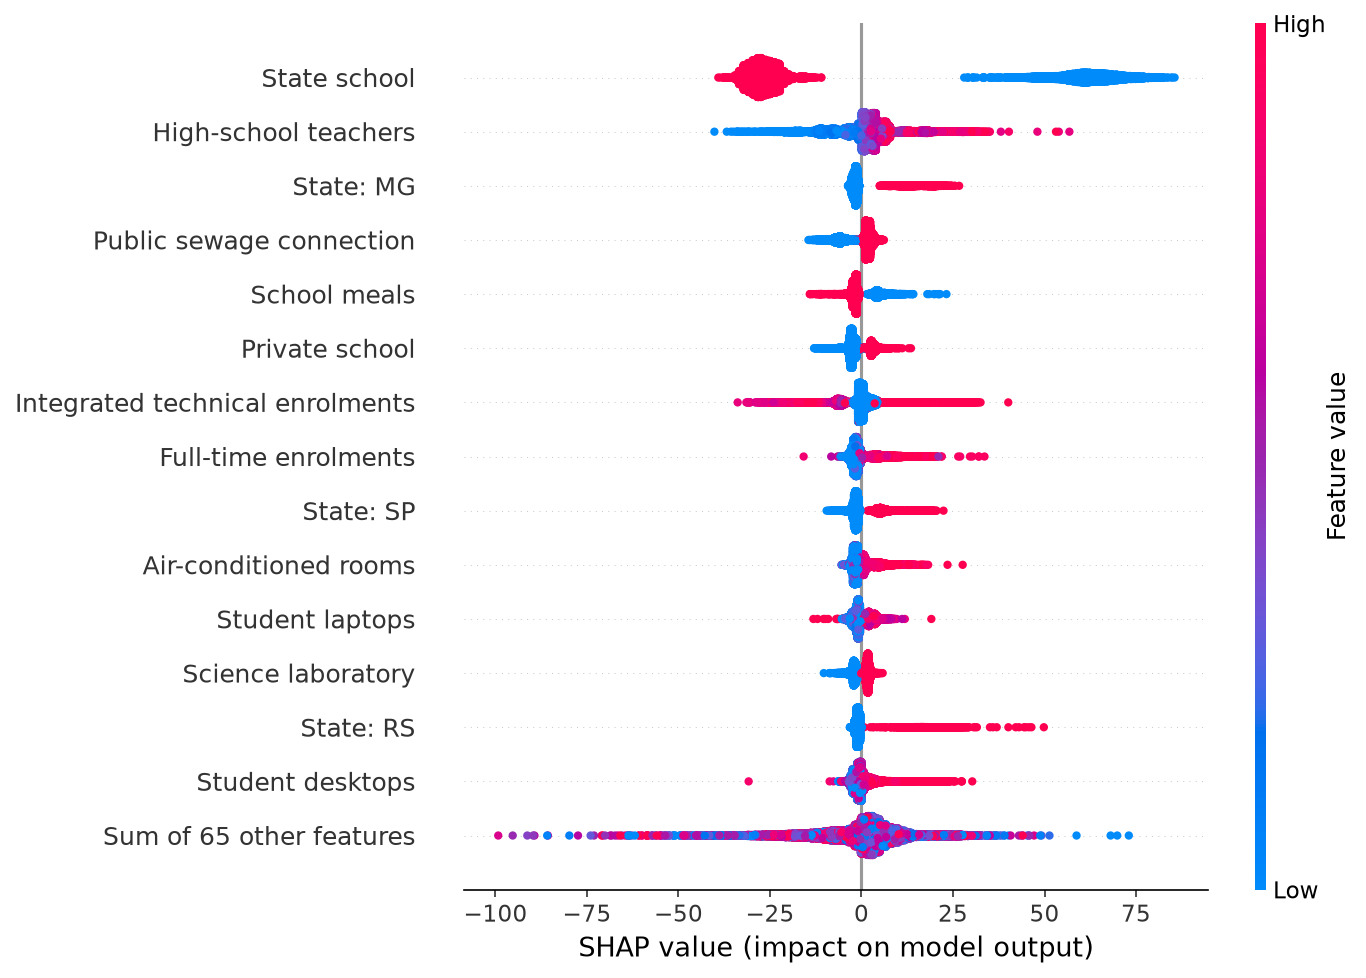 High
State school
High-school teachers
State: MG
Public sewage connection
School meals
Private school
Integrated technical enrolments
Full-time enrolments
State: SP
Air-conditioned rooms
Student laptops
Science laboratory
State: RS
Student desktops
Sum of 65 other features
Feature value
Low
−100 −75 −50 −25 0 25 50 75
SHAP value (impact on model output)